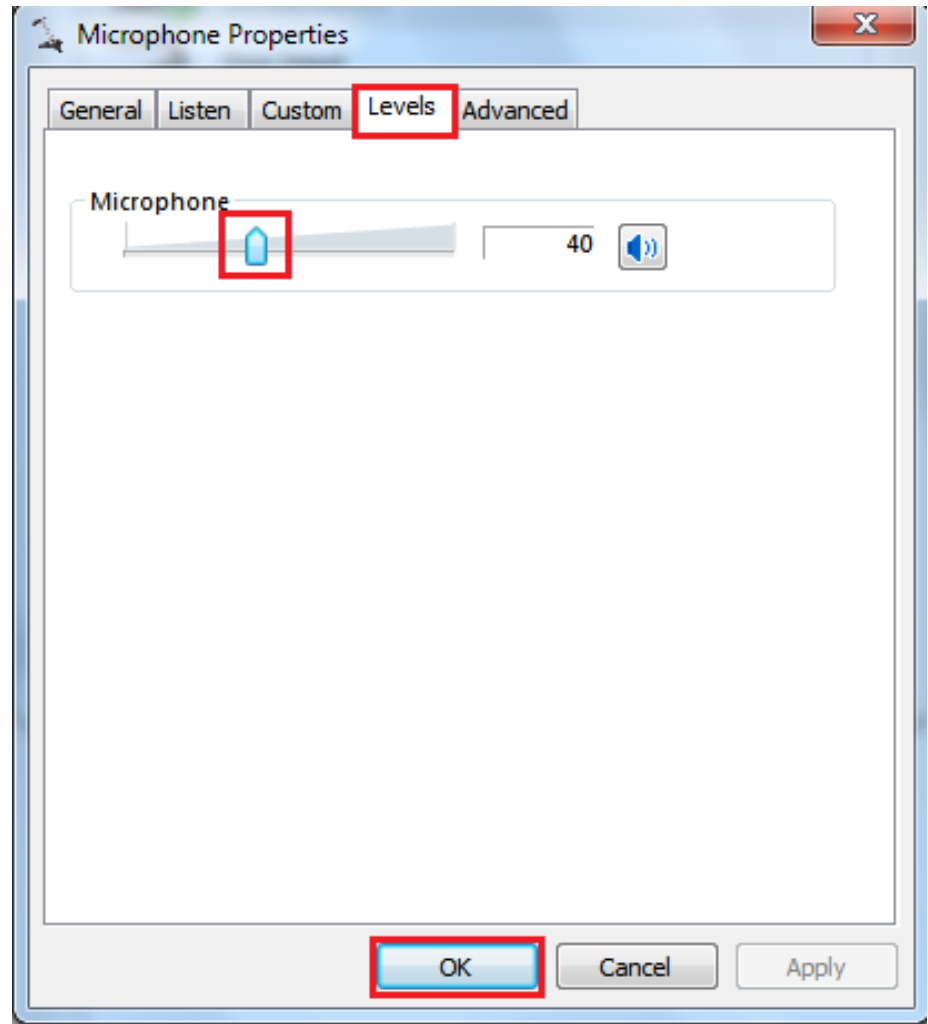 Microphone Properties
General Listen Custom Levels Advanced
Microphone
40
OK Cancel Apply